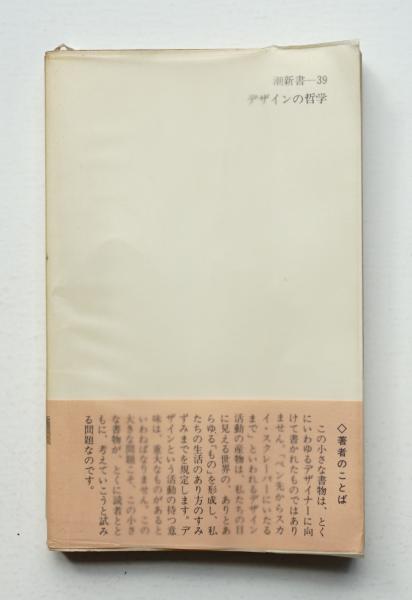 潮新書—39
デザインの哲学
◇著者のことば
この小さな書物は、とく
にいわゆるデザイナーに向
けて書かれたものではあり
ません。「ペン先からスカ
イ・スクレーパーにいたる
まで」といわれるデザイン
活動の産物は、私たちの目
に見える世界の、ありとあ
らゆる「もの」を形成し、私
たちの生活のあり方のすみ
ずみまでを規定します。デ
ザインという活動の持つ意
味は、重大なものがあると
いわねばなりません。この
大きな問題こそ、この小さ
な書物が、とくに読者とと
もに、考えていこうと試み
る問題なのです。